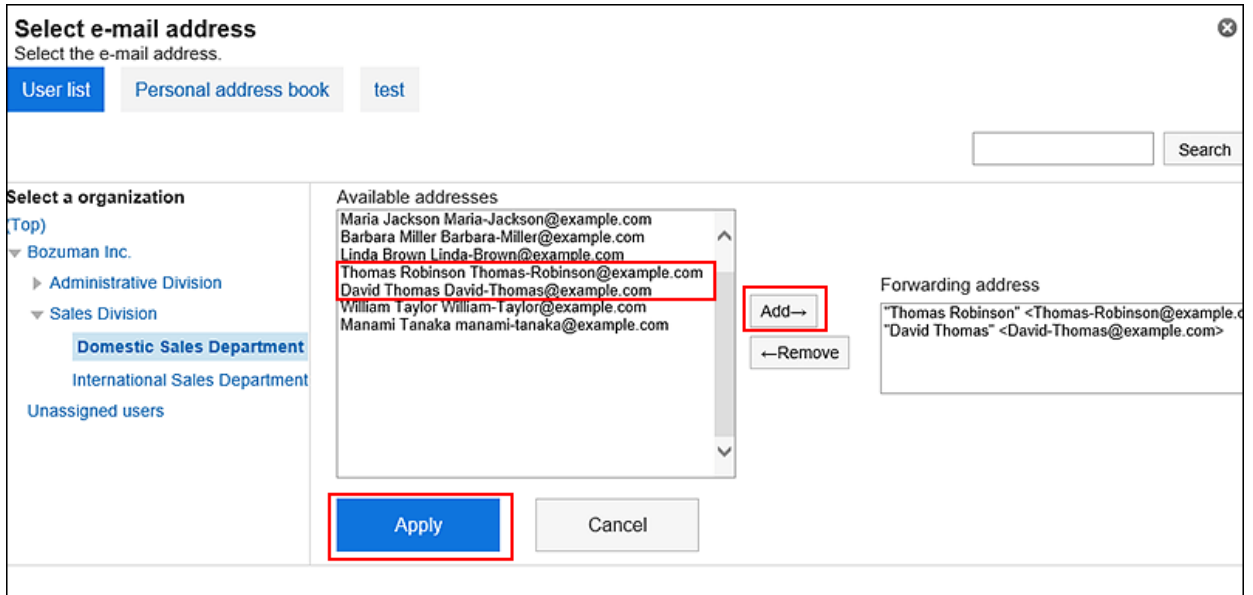 Select e-mail address
Select the e-mail address.
User list
Personal address book
test
Search
Select a organization
(Top)
Bozuman Inc.
Administrative Division
Sales Division
Domestic Sales Department
International Sales Department
Unassigned users
Available addresses
Maria Jackson Maria-Jackson@example.com
Barbara Miller Barbara-Miller@example.com
Linda Brown Linda-Brown@example.com
Thomas Robinson Thomas-Robinson@example.com
David Thomas David-Thomas@example.com
William Taylor William-Taylor@example.com
Manami Tanaka manami-tanaka@example.com
Add→
←Remove
Forwarding address
"Thomas Robinson" <Thomas-Robinson@example.c
"David Thomas" <David-Thomas@example.com>
Apply
Cancel